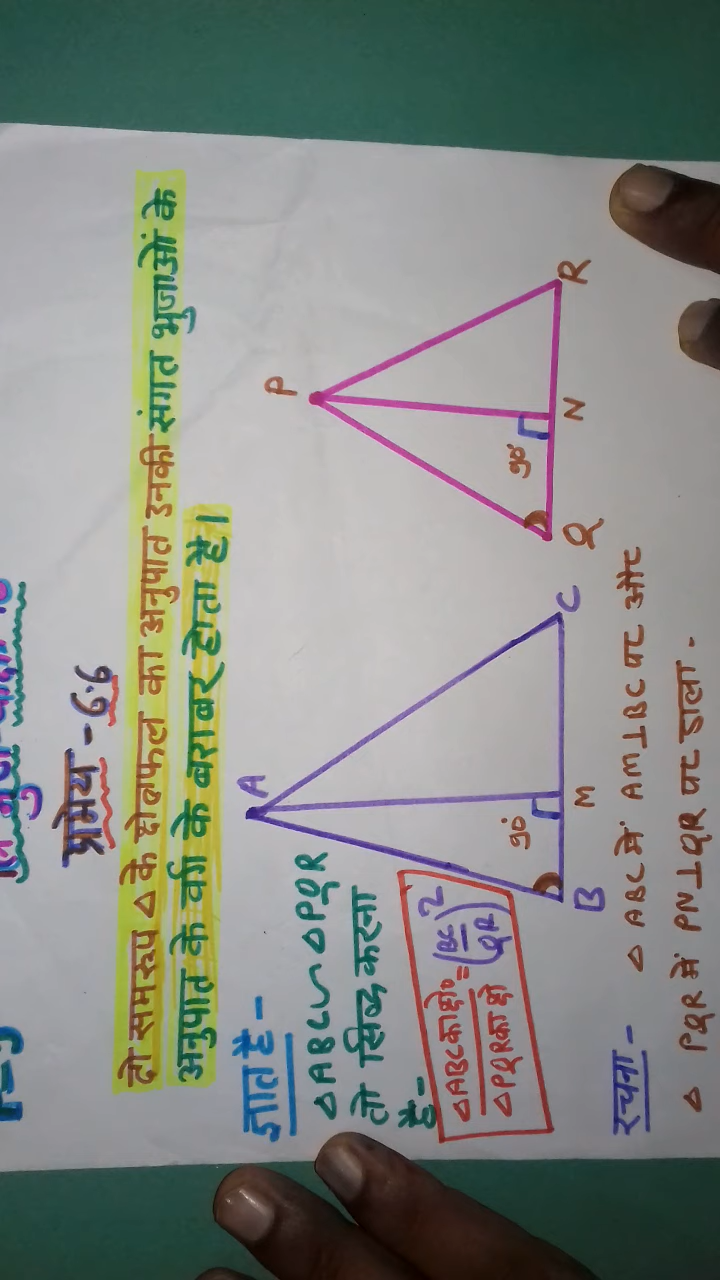 प्रमेय - 6.6
दो समरूप △ के क्षेत्रफल का अनुपात उनकी संगत भुजाओं के
अनुपात के वर्ग के बराबर होता है।
ज्ञात है -
△ABC ∽ △PQR
तो सिध्द करना
है -
△ABC का क्षे० / △PQR का क्षे = (BC/QR)²
A
B
M
C
90°
P
Q
N
R
90°
रचना - △ ABC में AM⊥BC पर और
△ PQR में PN⊥QR पर डाला -